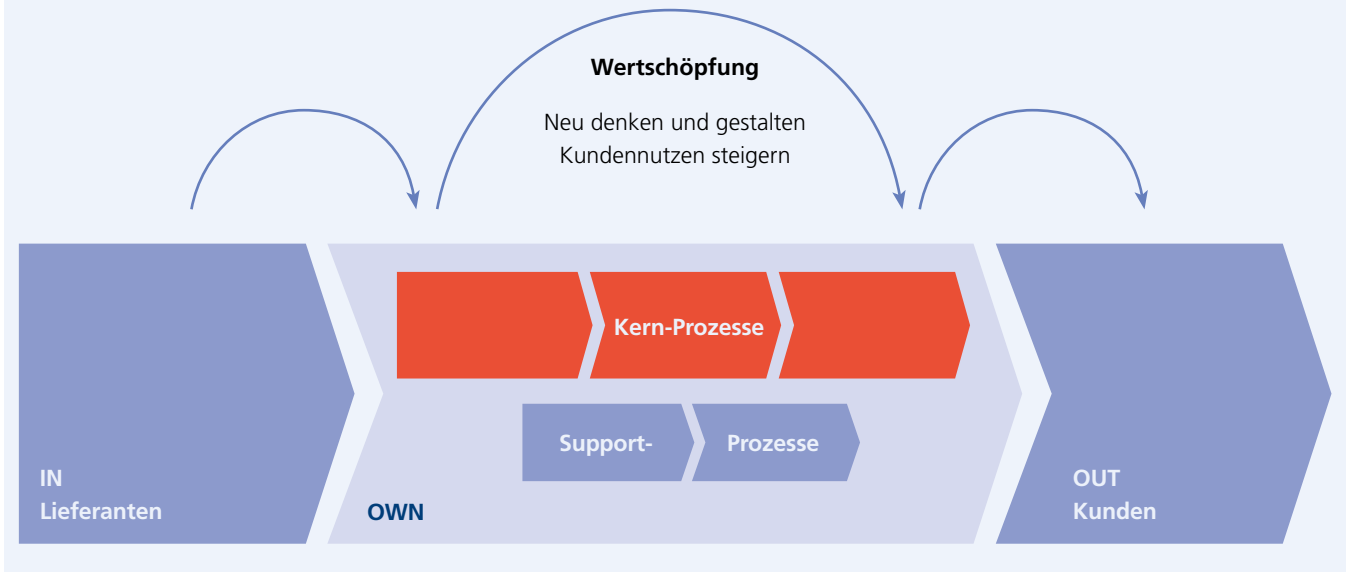 Wertschöpfung
Neu denken und gestalten
Kundennutzen steigern
Kern-Prozesse
Support-
Prozesse
IN
Lieferanten
OWN
OUT
Kunden